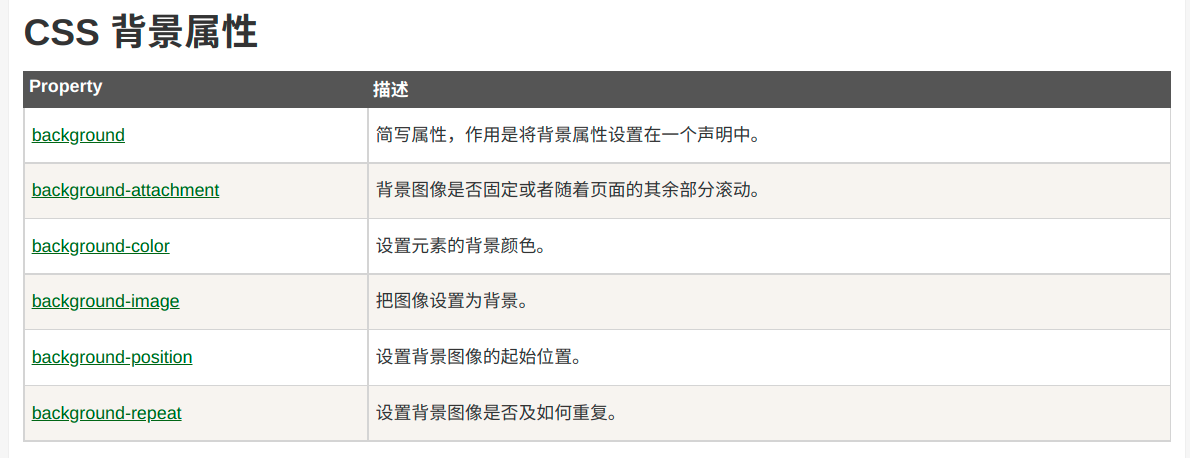 CSS 背景属性
Property 描述
background 简写属性，作用是将背景属性设置在一个声明中。
background-attachment 背景图像是否固定或者随着页面的其余部分滚动。
background-color 设置元素的背景颜色。
background-image 把图像设置为背景。
background-position 设置背景图像的起始位置。
background-repeat 设置背景图像是否及如何重复。